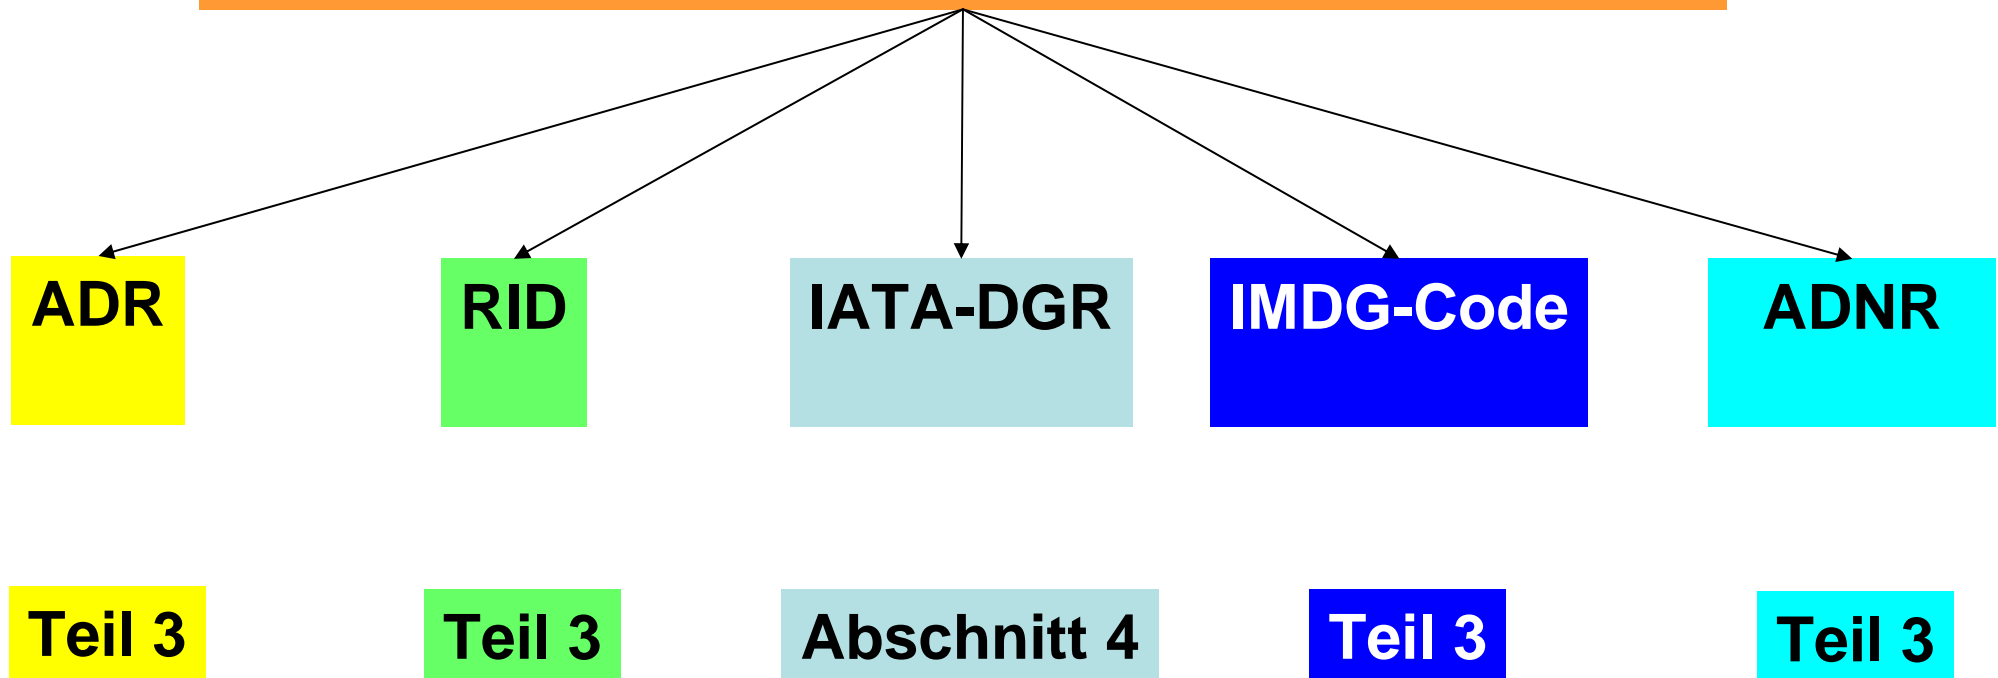 ADR
RID
IATA-DGR
IMDG-Code
ADNR
Teil 3
Teil 3
Abschnitt 4
Teil 3
Teil 3